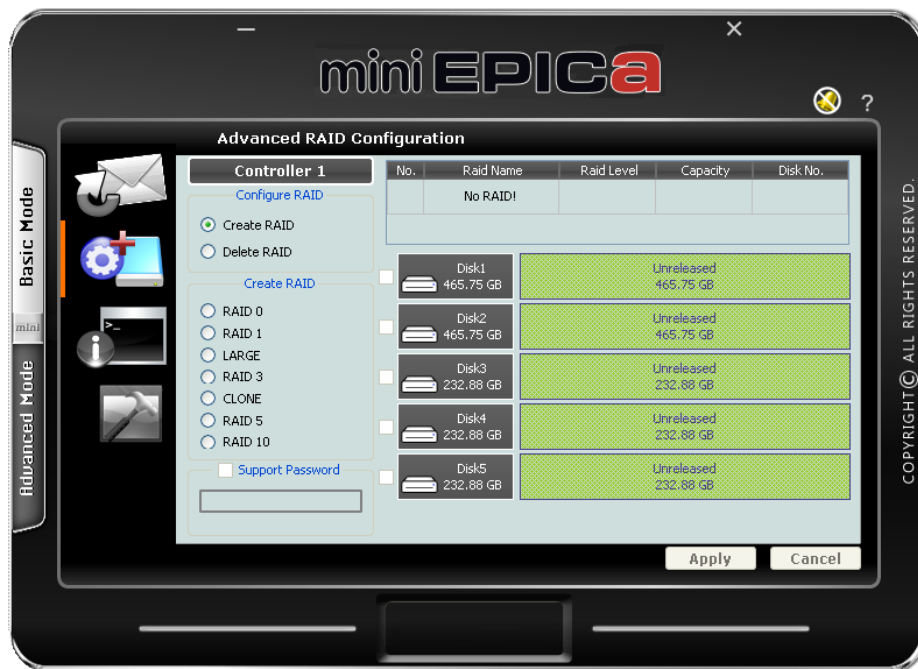 mini EPICa
?
Advanced RAID Configuration
Basic Mode
mini
Advanced Mode
Controller 1
Configure RAID
Create RAID
Delete RAID
Create RAID
RAID 0
RAID 1
LARGE
RAID 3
CLONE
RAID 5
RAID 10
Support Password
No. Raid Name Raid Level Capacity Disk No.
No RAID!
Disk1 Unreleased
465.75 GB 465.75 GB
Disk2 Unreleased
465.75 GB 465.75 GB
Disk3 Unreleased
232.88 GB 232.88 GB
Disk4 Unreleased
232.88 GB 232.88 GB
Disk5 Unreleased
232.88 GB 232.88 GB
Apply Cancel
COPYRIGHT © ALL RIGHTS RESERVED.